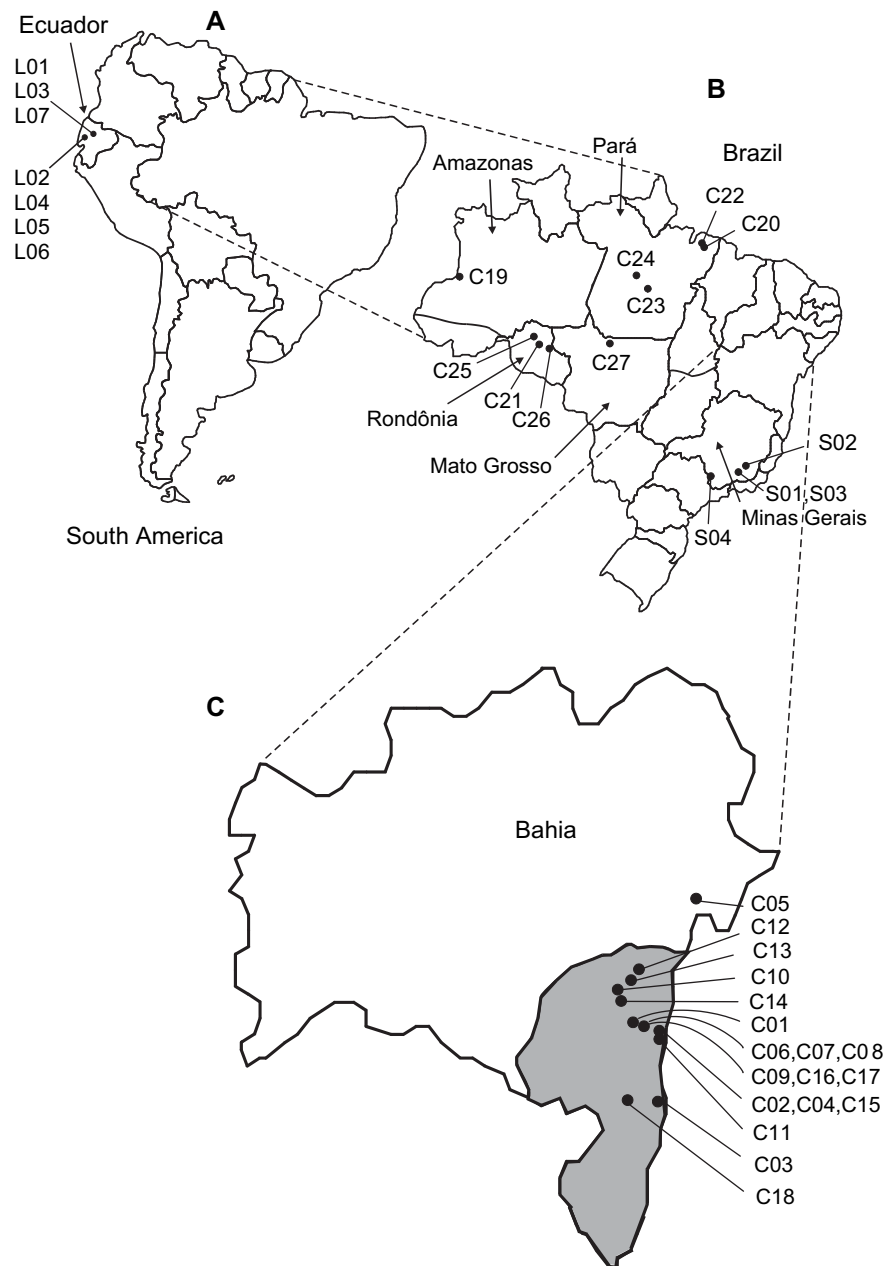 A
Ecuador
L01
L03
L07
L02
L04
L05
L06
South America
B
Brazil
Pará
Amazonas
C22
C20
C19
C24
C23
C25
C27
C21
C26
Rondônia
Mato Grosso
S02
S01,S03
Minas Gerais
S04
C
Bahia
C05
C12
C13
C10
C14
C01
C06,C07,C08
C09,C16,C17
C02,C04,C15
C11
C03
C18